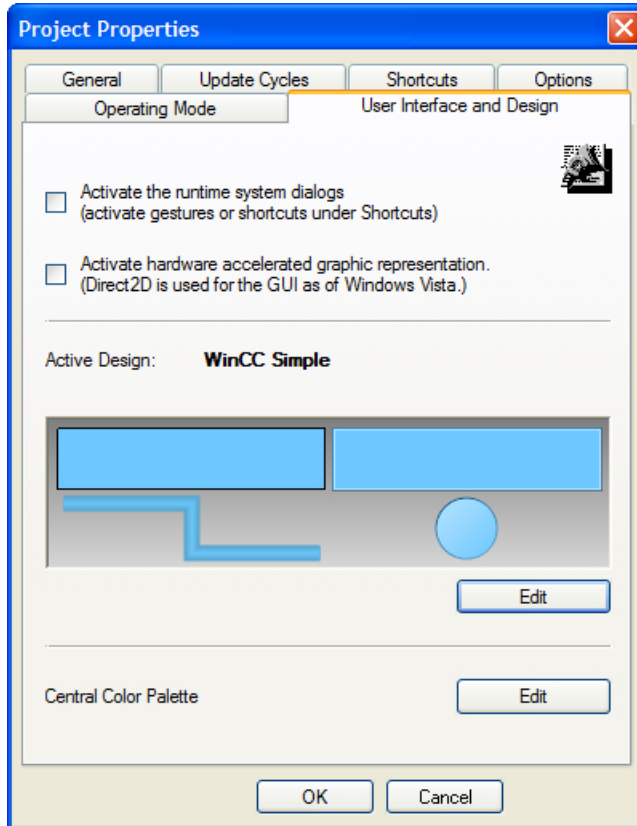 Project Properties
General
Update Cycles
Shortcuts
Options
Operating Mode
User Interface and Design
Activate the runtime system dialogs
(activate gestures or shortcuts under Shortcuts)
Activate hardware accelerated graphic representation.
(Direct2D is used for the GUI as of Windows Vista.)
Active Design: WinCC Simple
Edit
Central Color Palette
Edit
OK
Cancel